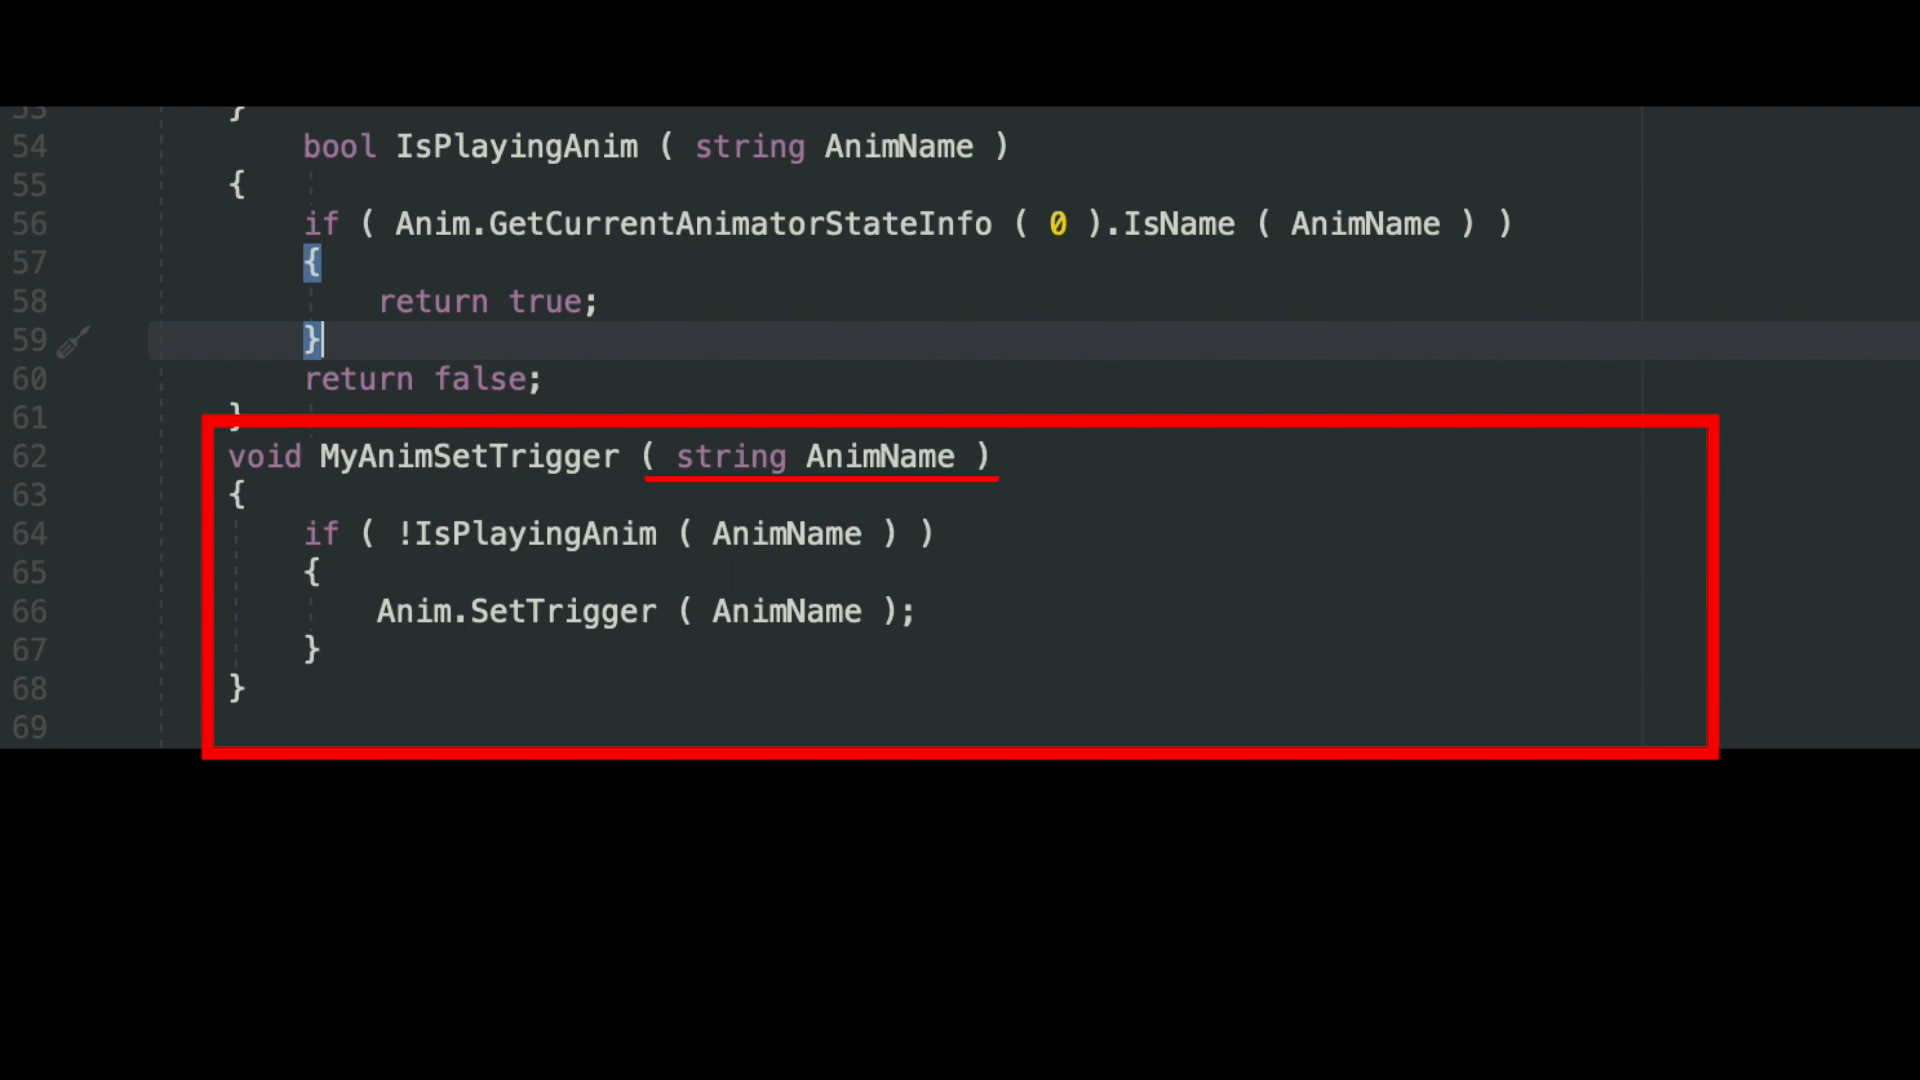 53 }
54 bool IsPlayingAnim ( string AnimName )
55 {
56 if ( Anim.GetCurrentAnimatorStateInfo ( 0 ).IsName ( AnimName ) )
57 {
58 return true;
59 }
60 return false;
61 }
62 void MyAnimSetTrigger ( string AnimName )
63 {
64 if ( !IsPlayingAnim ( AnimName ) )
65 {
66 Anim.SetTrigger ( AnimName );
67 }
68 }
69